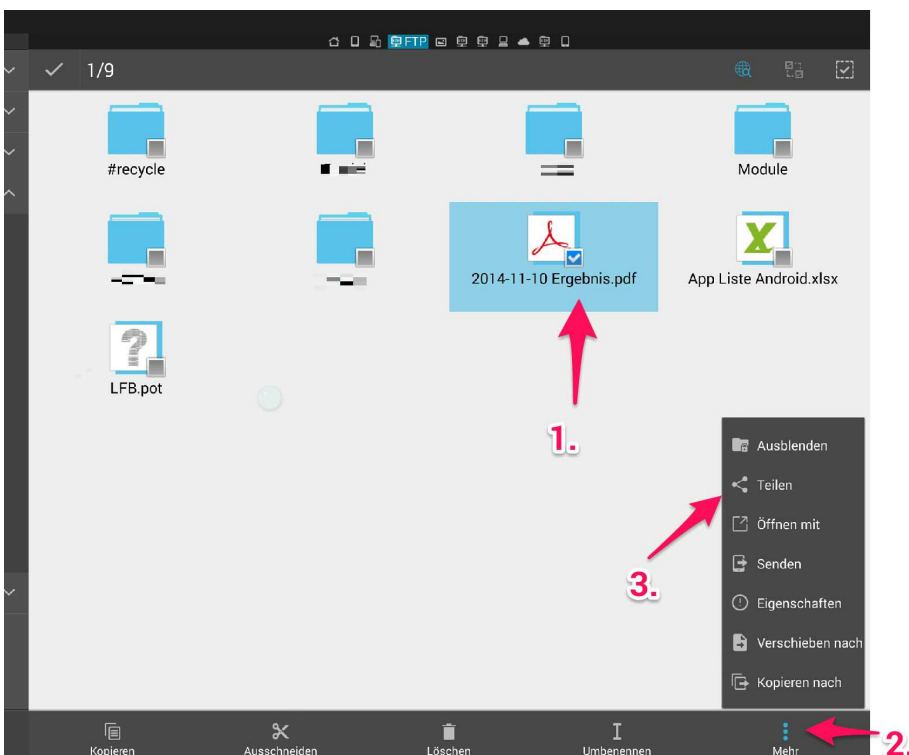 FTP
1/9
#recycle
Module
2014-11-10 Ergebnis.pdf
App Liste Android.xlsx
LFB.pot
1.
Ausblenden
Teilen
Öffnen mit
3.
Senden
Eigenschaften
Verschieben nach
Kopieren nach
Kopieren
Ausschneiden
Löschen
Umbenennen
Mehr
2.